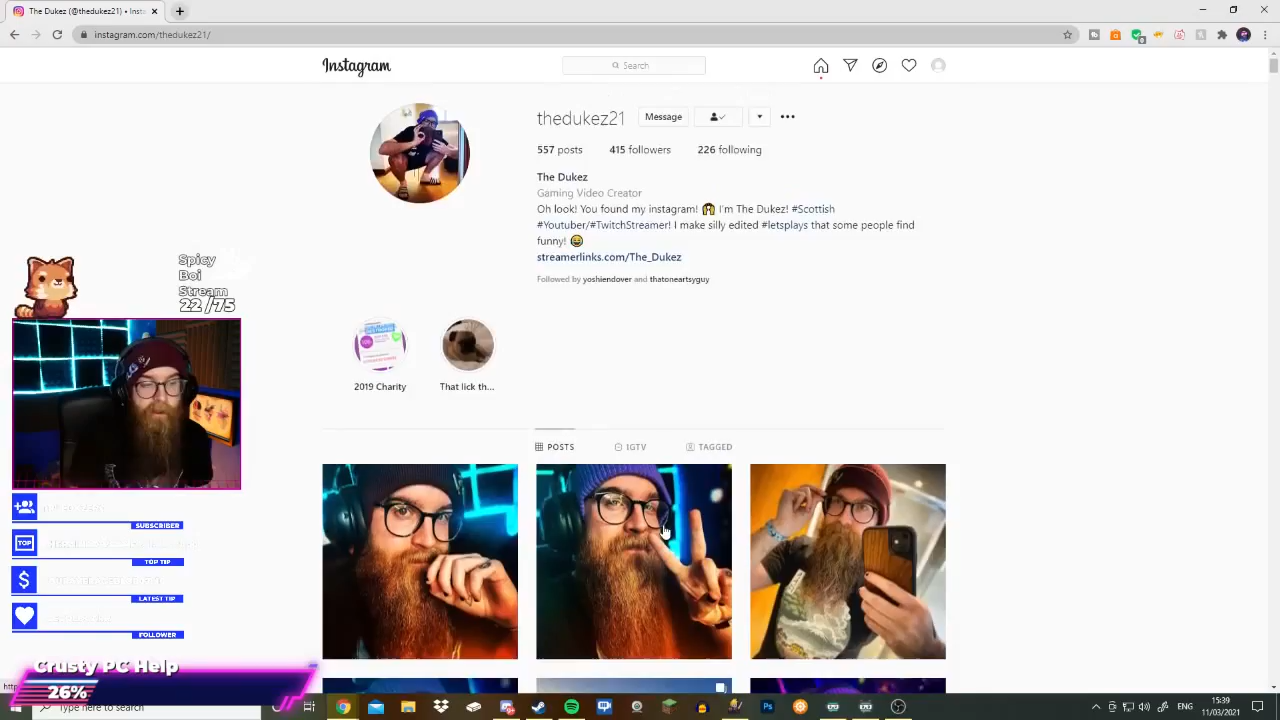 The Dukez (@thedukez21) • Insta
instagram.com/thedukez21/
Instagram
Search
thedukez21
Message
557 posts 415 followers 226 following
The Dukez
Gaming Video Creator
Oh look! You found my instagram! 😱 I'm The Dukez! #Scottish
#Youtuber/#TwitchStreamer! I make silly edited #letsplays that some people find
funny! 😄
streamerlinks.com/The_Dukez
Followed by yoshiendover and thatoneartsyguy
2019 Charity That lick th...
POSTS IGTV TAGGED
Spicy
Boi
Stream
22 /75
SUBSCRIBER
TOP
TOP TIP
$
LATEST TIP
FOLLOWER
Crusty PC Help
26%
Type here to search
ENG
15:39
11/03/2021